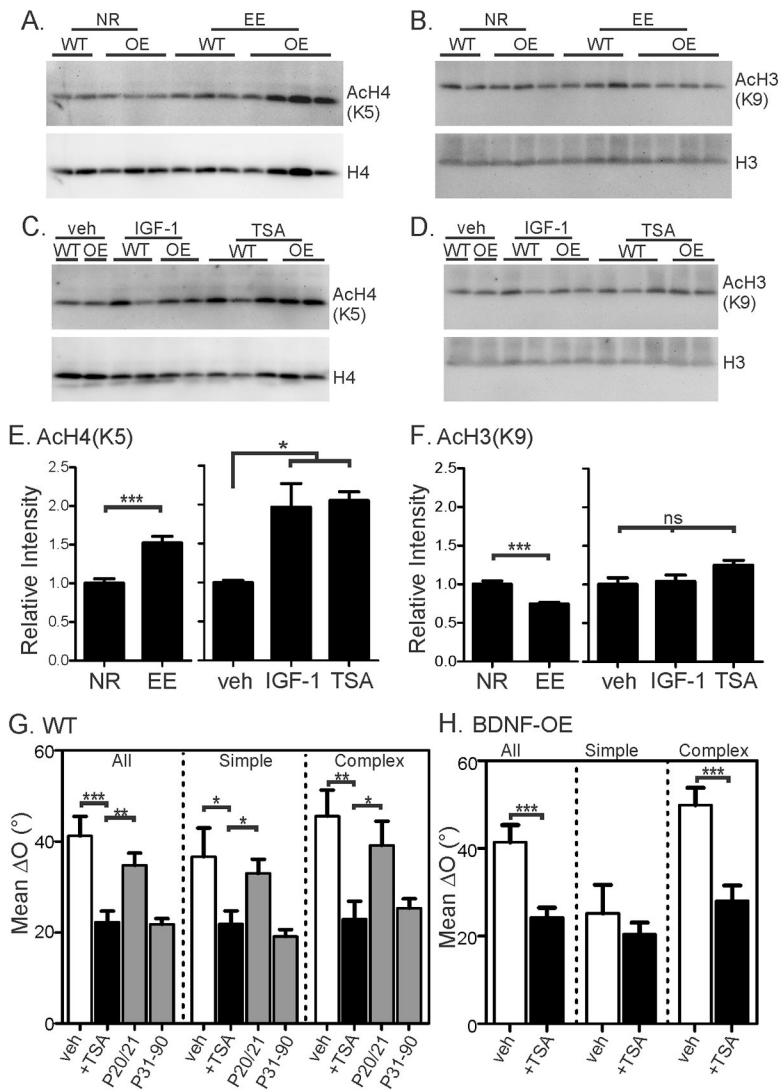 A.
NR EE
WT OE WT OE
AcH4
(K5)
H4
B.
NR EE
WT OE WT OE
AcH3
(K9)
H3
C.
veh IGF-1 TSA
WT OE WT OE WT OE
AcH4
(K5)
H4
D.
veh IGF-1 TSA
WT OE WT OE WT OE
AcH3
(K9)
H3
E. AcH4(K5)
Relative Intensity
2.5
2.0
1.5
1.0
0.5
0.0
***
*
NR EE veh IGF-1 TSA
F. AcH3(K9)
Relative Intensity
2.5
2.0
1.5
1.0
0.5
0.0
***
ns
NR EE veh IGF-1 TSA
G. WT
Mean ΔO (°)
60
40
20
0
All Simple Complex
*** ** * * ** *
veh +TSA P20/21 P31-90 veh +TSA P20/21 P31-90 veh +TSA P20/21 P31-90
H. BDNF-OE
Mean ΔO (°)
60
40
20
0
All Simple Complex
*** ***
veh +TSA veh +TSA veh +TSA